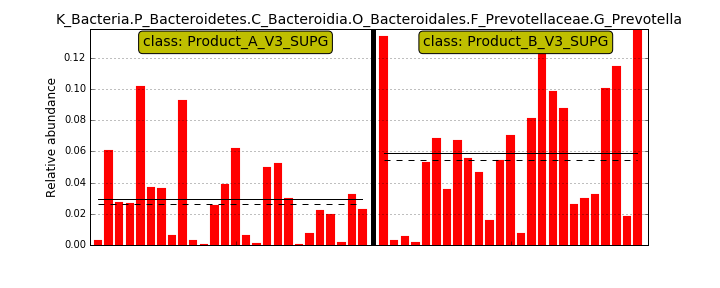 K_Bacteria.P_Bacteroidetes.C_Bacteroidia.O_Bacteroidales.F_Prevotellaceae.G_Prevotella
class: Product_A_V3_SUPG
class: Product_B_V3_SUPG
Relative abundance
0.12
0.10
0.08
0.06
0.04
0.02
0.00